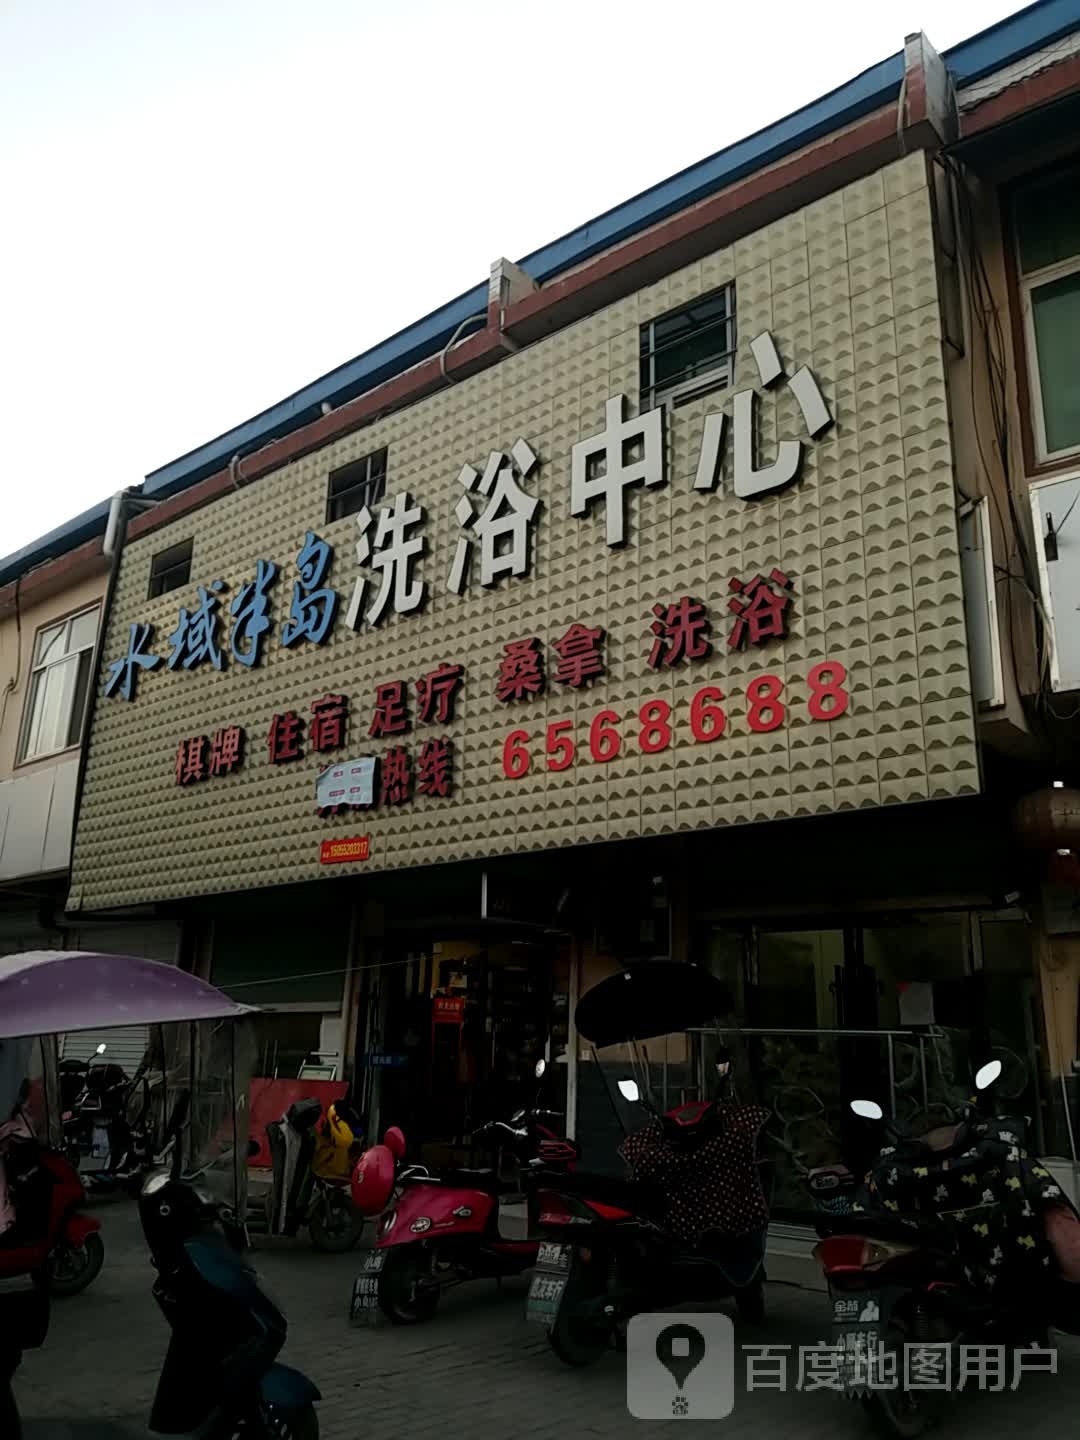 水域半岛洗浴中心
棋牌 住宿 足疗 桑拿 洗浴
热线 6568688
15055203317
百度地图用户